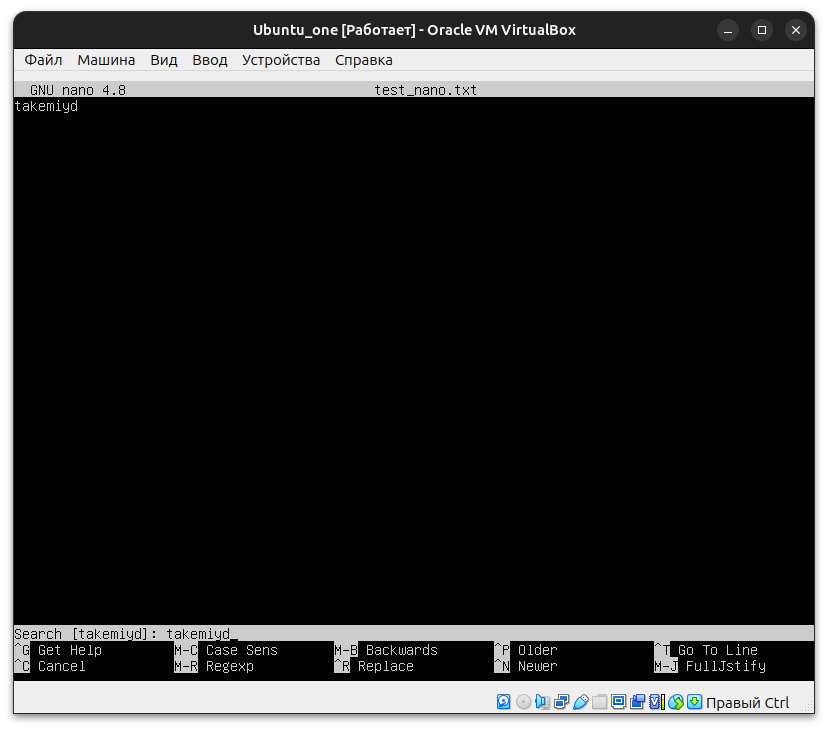 Ubuntu_one [Работает] - Oracle VM VirtualBox
Файл Машина Вид Ввод Устройства Справка
GNU nano 4.8 test_nano.txt
takemiyd
Search [takemiyd]: takemiyd_
^G Get Help M-C Case Sens M-B Backwards ^P Older ^T Go To Line
^C Cancel M-R Regexp ^R Replace ^N Newer M-J FullJstify
Правый Ctrl